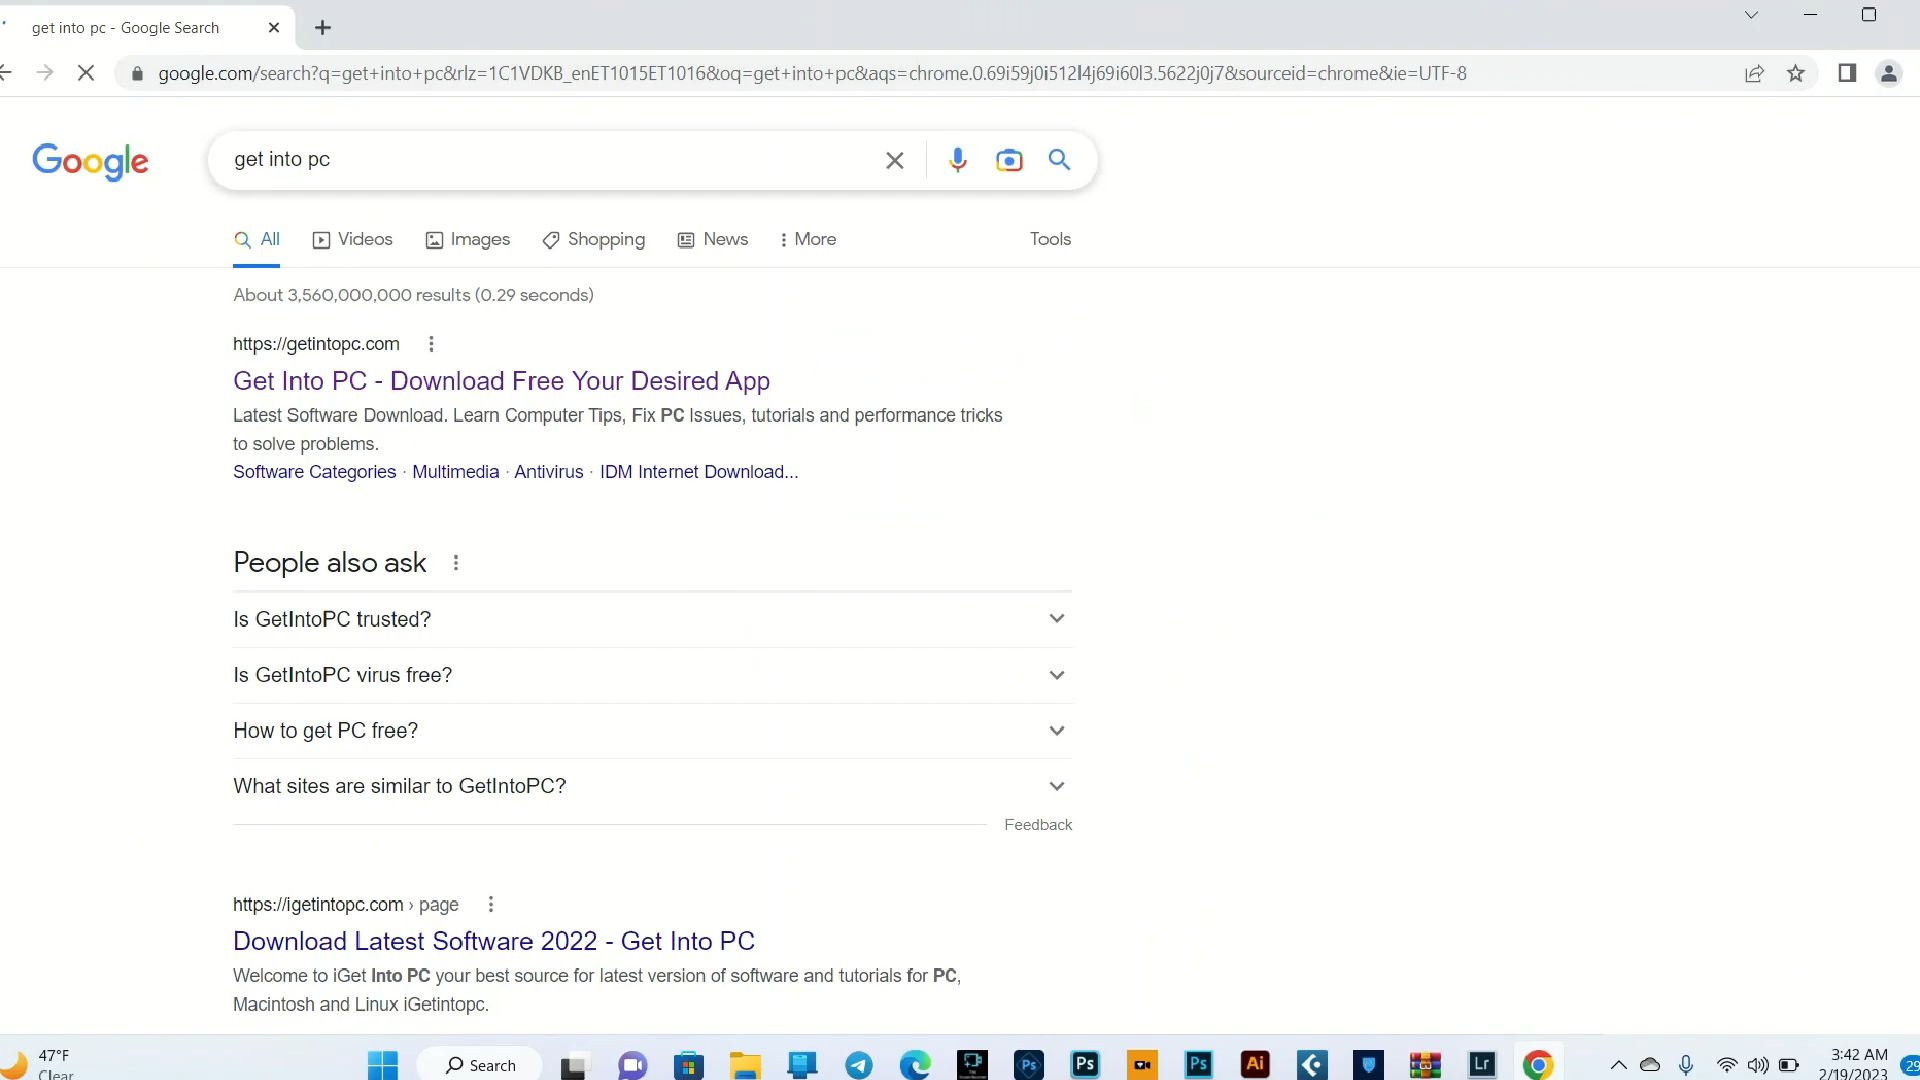 get into pc - Google Search
google.com/search?q=get+into+pc&rlz=1C1VDKB_enET1015ET1016&oq=get+into+pc&aqs=chrome.0.69i59j0i512l4j69i60l3.5622j0j7&sourceid=chrome&ie=UTF-8
Google
get into pc
All Videos Images Shopping News More Tools
About 3,560,000,000 results (0.29 seconds)
https://getintopc.com
Get Into PC - Download Free Your Desired App
Latest Software Download. Learn Computer Tips, Fix PC Issues, tutorials and performance tricks
to solve problems.
Software Categories · Multimedia · Antivirus · IDM Internet Download...
People also ask
Is GetIntoPC trusted?
Is GetIntoPC virus free?
How to get PC free?
What sites are similar to GetIntoPC?
Feedback
https://igetintopc.com › page
Download Latest Software 2022 - Get Into PC
Welcome to iGet Into PC your best source for latest version of software and tutorials for PC,
Macintosh and Linux iGetintopc.
47°F
Clear
Search
Ps
Ps
Ps
Ai
Lr
3:42 AM
2/19/2023
29